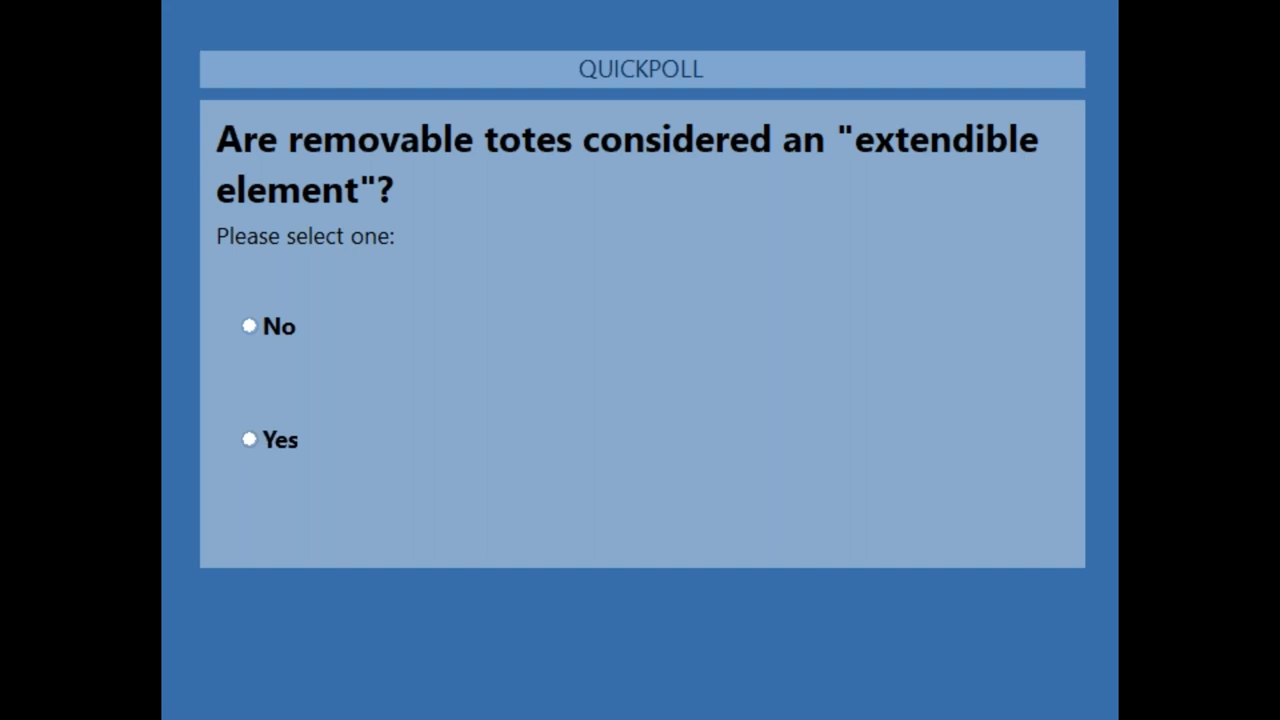 QUICKPOLL
Are removable totes considered an "extendible
element"?
Please select one:
No
Yes